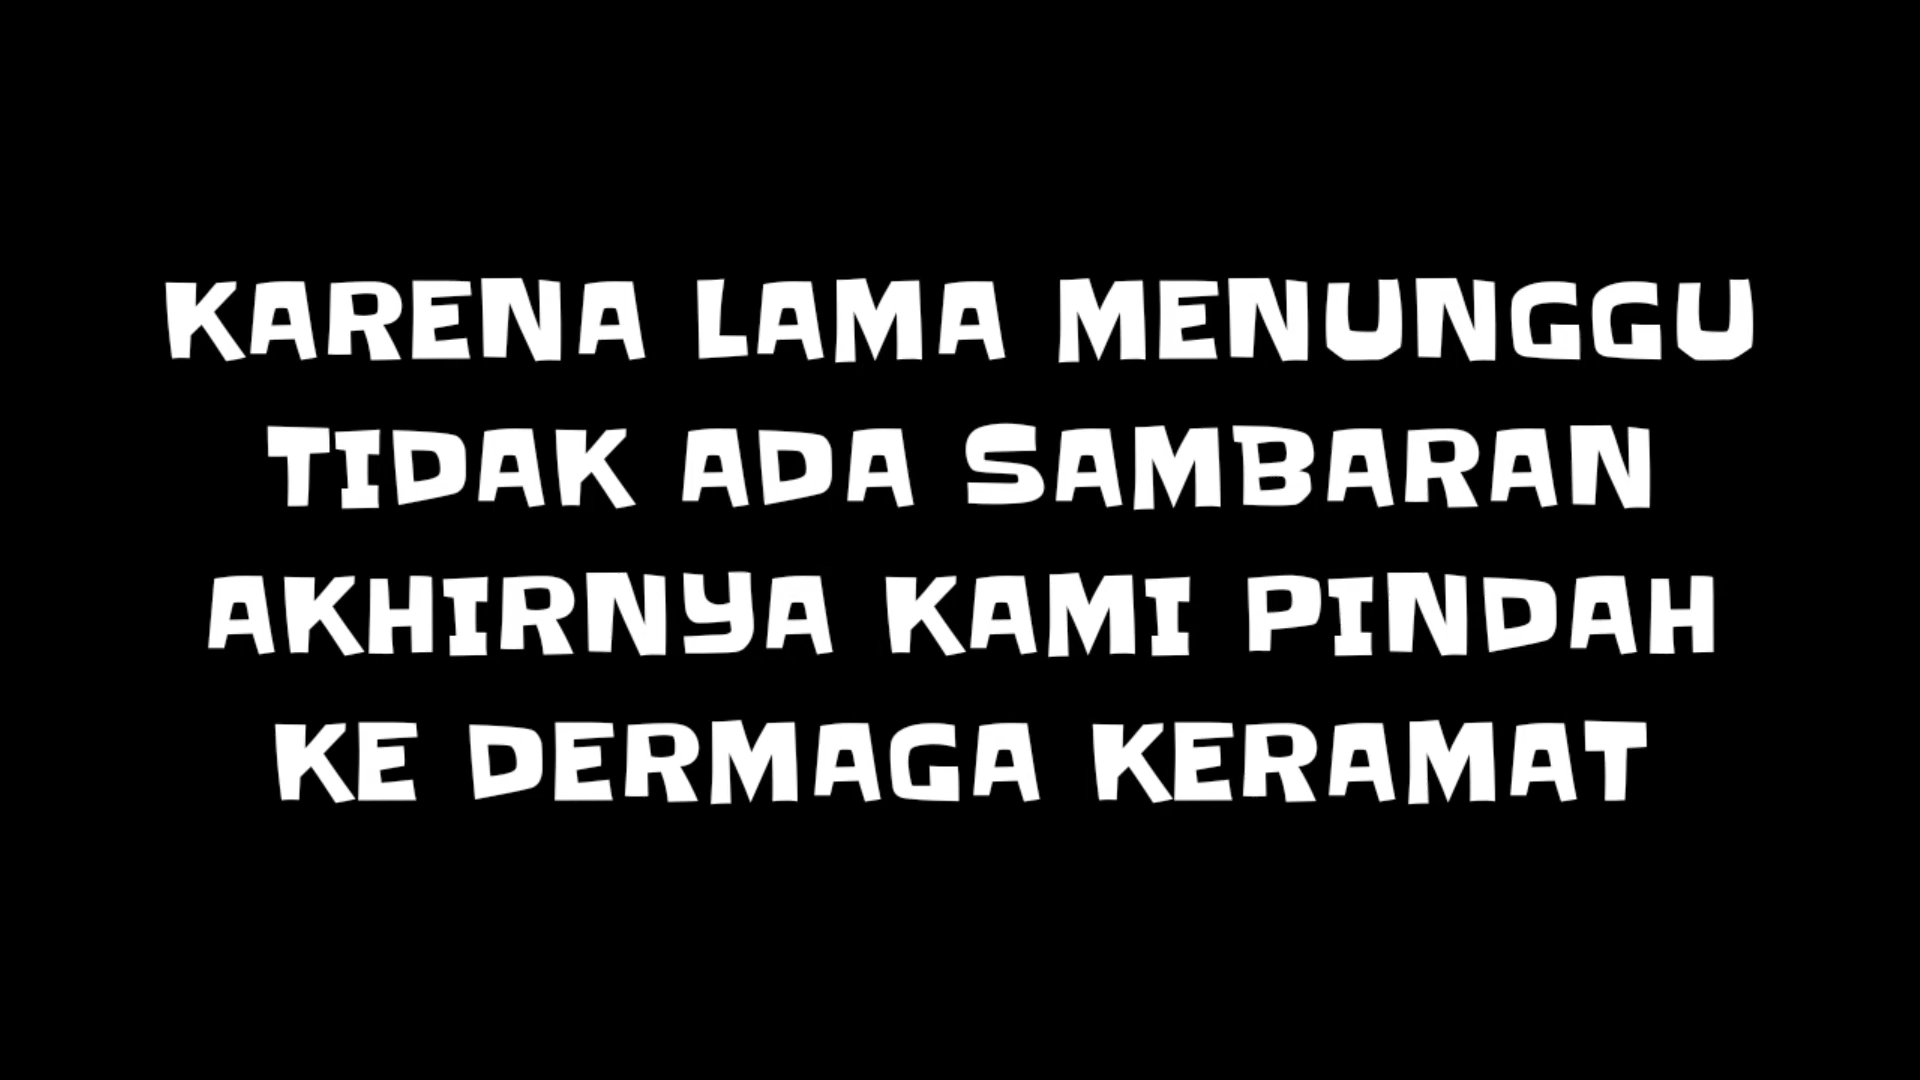 KARENA LAMA MENUNGGU
TIDAK ADA SAMBARAN
AKHIRNYA KAMI PINDAH
KE DERMAGA KERAMAT